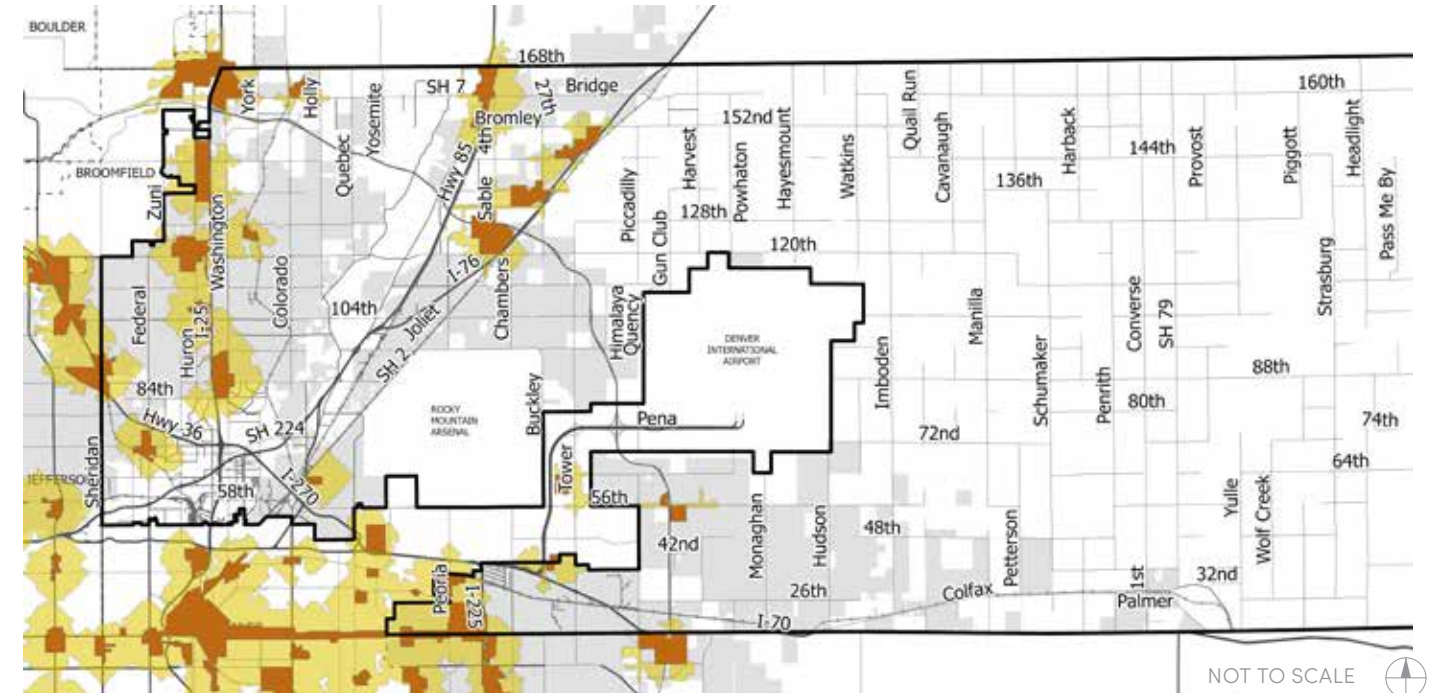 BOULDER
168th
York
Holly
Yosemite
SH 7
27th
Bridge
Quail Run
160th
Bromley
4th
152nd
Harvest
Hayesmount
Headlight
Quebec
Hwy 85
Powhaton
Watkins
Cavanaugh
Harback
144th
Provost
Piggott
BROOMFIELD
Zuni
Washington
Sable
Piccadilly
128th
136th
Pass Me By
Gun Club
120th
Federal
Colorado
I-76
Chambers
Strasburg
Huron
I-25
104th
Joliet
Himalaya
Quency
DENVER
INTERNATIONAL
AIRPORT
Manilla
Converse
SH 79
84th
SH 2
Imboden
Schumaker
88th
Hwy 36
SH 224
ROCKY
MOUNTAIN
ARSENAL
Buckley
Pena
Penrith
80th
74th
72nd
Sheridan
JEFFERSON
58th
I-270
Tower
56th
64th
42nd
Monaghan
Hudson
48th
Petterson
Yulle
Wolf Creek
Peoria
I-225
26th
Colfax
1st
Palmer
32nd
I-70
NOT TO SCALE